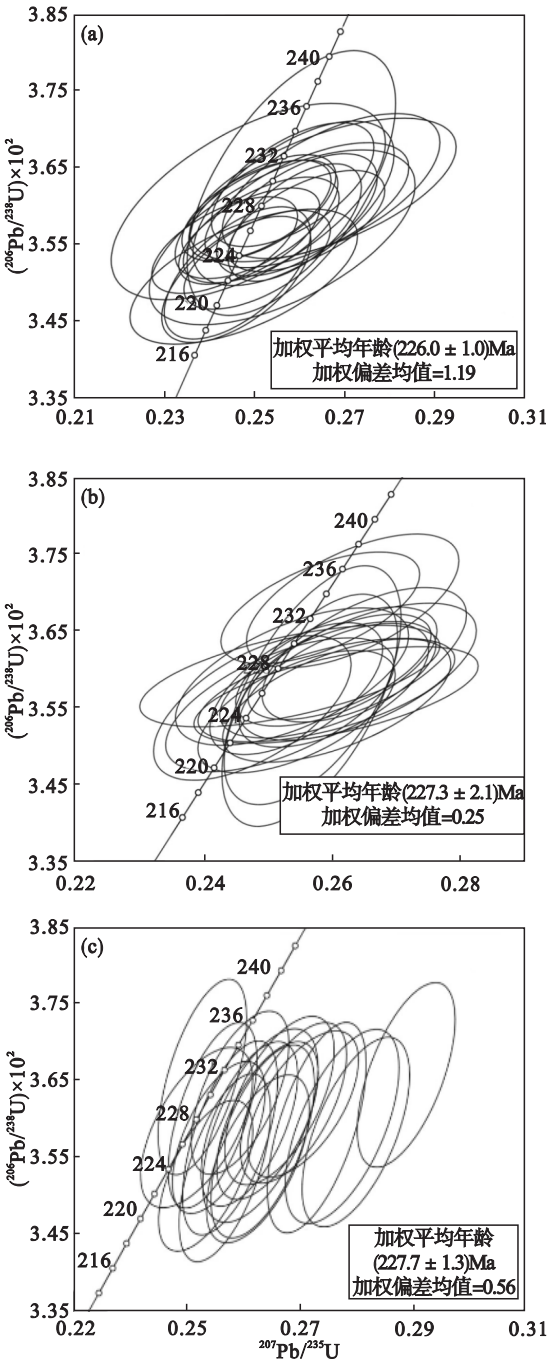 (a)
3.85
3.75
3.65
3.55
3.45
3.35
(²⁰⁶Pb/²³⁸U)×10²
240
236
232
228
224
220
216
加权平均年龄(226.0 ± 1.0)Ma
加权偏差均值=1.19
0.21 0.23 0.25 0.27 0.29 0.31
(b)
3.85
3.75
3.65
3.55
3.45
3.35
(²⁰⁶Pb/²³⁸U)×10²
240
236
232
228
224
220
216
加权平均年龄(227.3 ± 2.1)Ma
加权偏差均值=0.25
0.22 0.24 0.26 0.28
(c)
3.85
3.75
3.65
3.55
3.45
3.35
(²⁰⁶Pb/²³⁸U)×10²
240
236
232
228
224
220
216
加权平均年龄
(227.7 ± 1.3)Ma
加权偏差均值=0.56
0.22 0.25 0.27 0.29 0.31
²⁰⁷Pb/²³⁵U